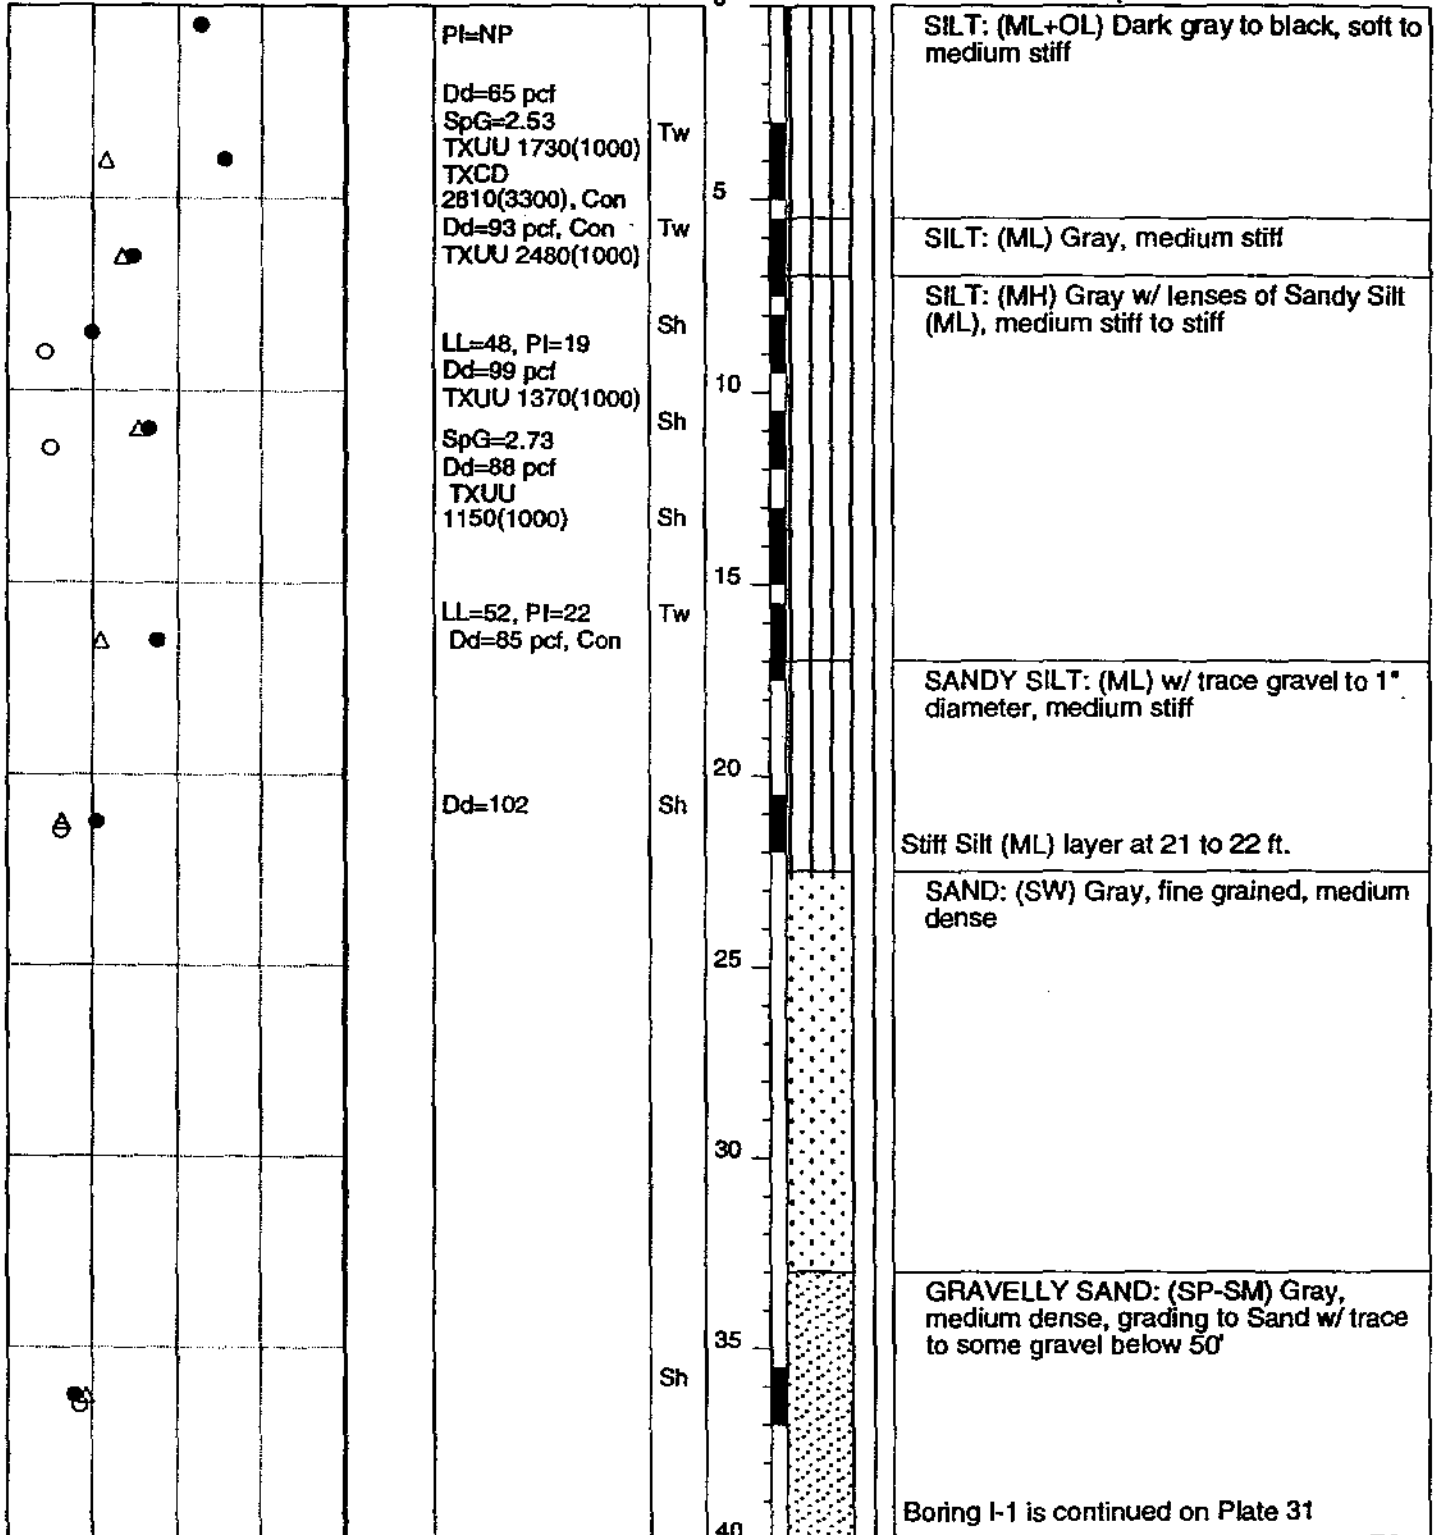 0
PI=NP
SILT: (ML+OL) Dark gray to black, soft to
medium stiff
Dd=65 pcf
SpG=2.53
TXUU 1730(1000)
TXCD
2810(3300), Con
Tw
5
Dd=93 pcf, Con
TXUU 2480(1000)
Tw
SILT: (ML) Gray, medium stiff
SILT: (MH) Gray w/ lenses of Sandy Silt
(ML), medium stiff to stiff
Sh
LL=48, PI=19
Dd=99 pcf
TXUU 1370(1000)
10
Sh
SpG=2.73
Dd=88 pcf
TXUU
1150(1000)
Sh
15
LL=52, PI=22
Dd=85 pcf, Con
Tw
SANDY SILT: (ML) w/ trace gravel to 1"
diameter, medium stiff
20
Dd=102
Sh
Stiff Silt (ML) layer at 21 to 22 ft.
SAND: (SW) Gray, fine grained, medium
dense
25
30
GRAVELLY SAND: (SP-SM) Gray,
medium dense, grading to Sand w/ trace
to some gravel below 50'
35
Sh
Boring I-1 is continued on Plate 31
40